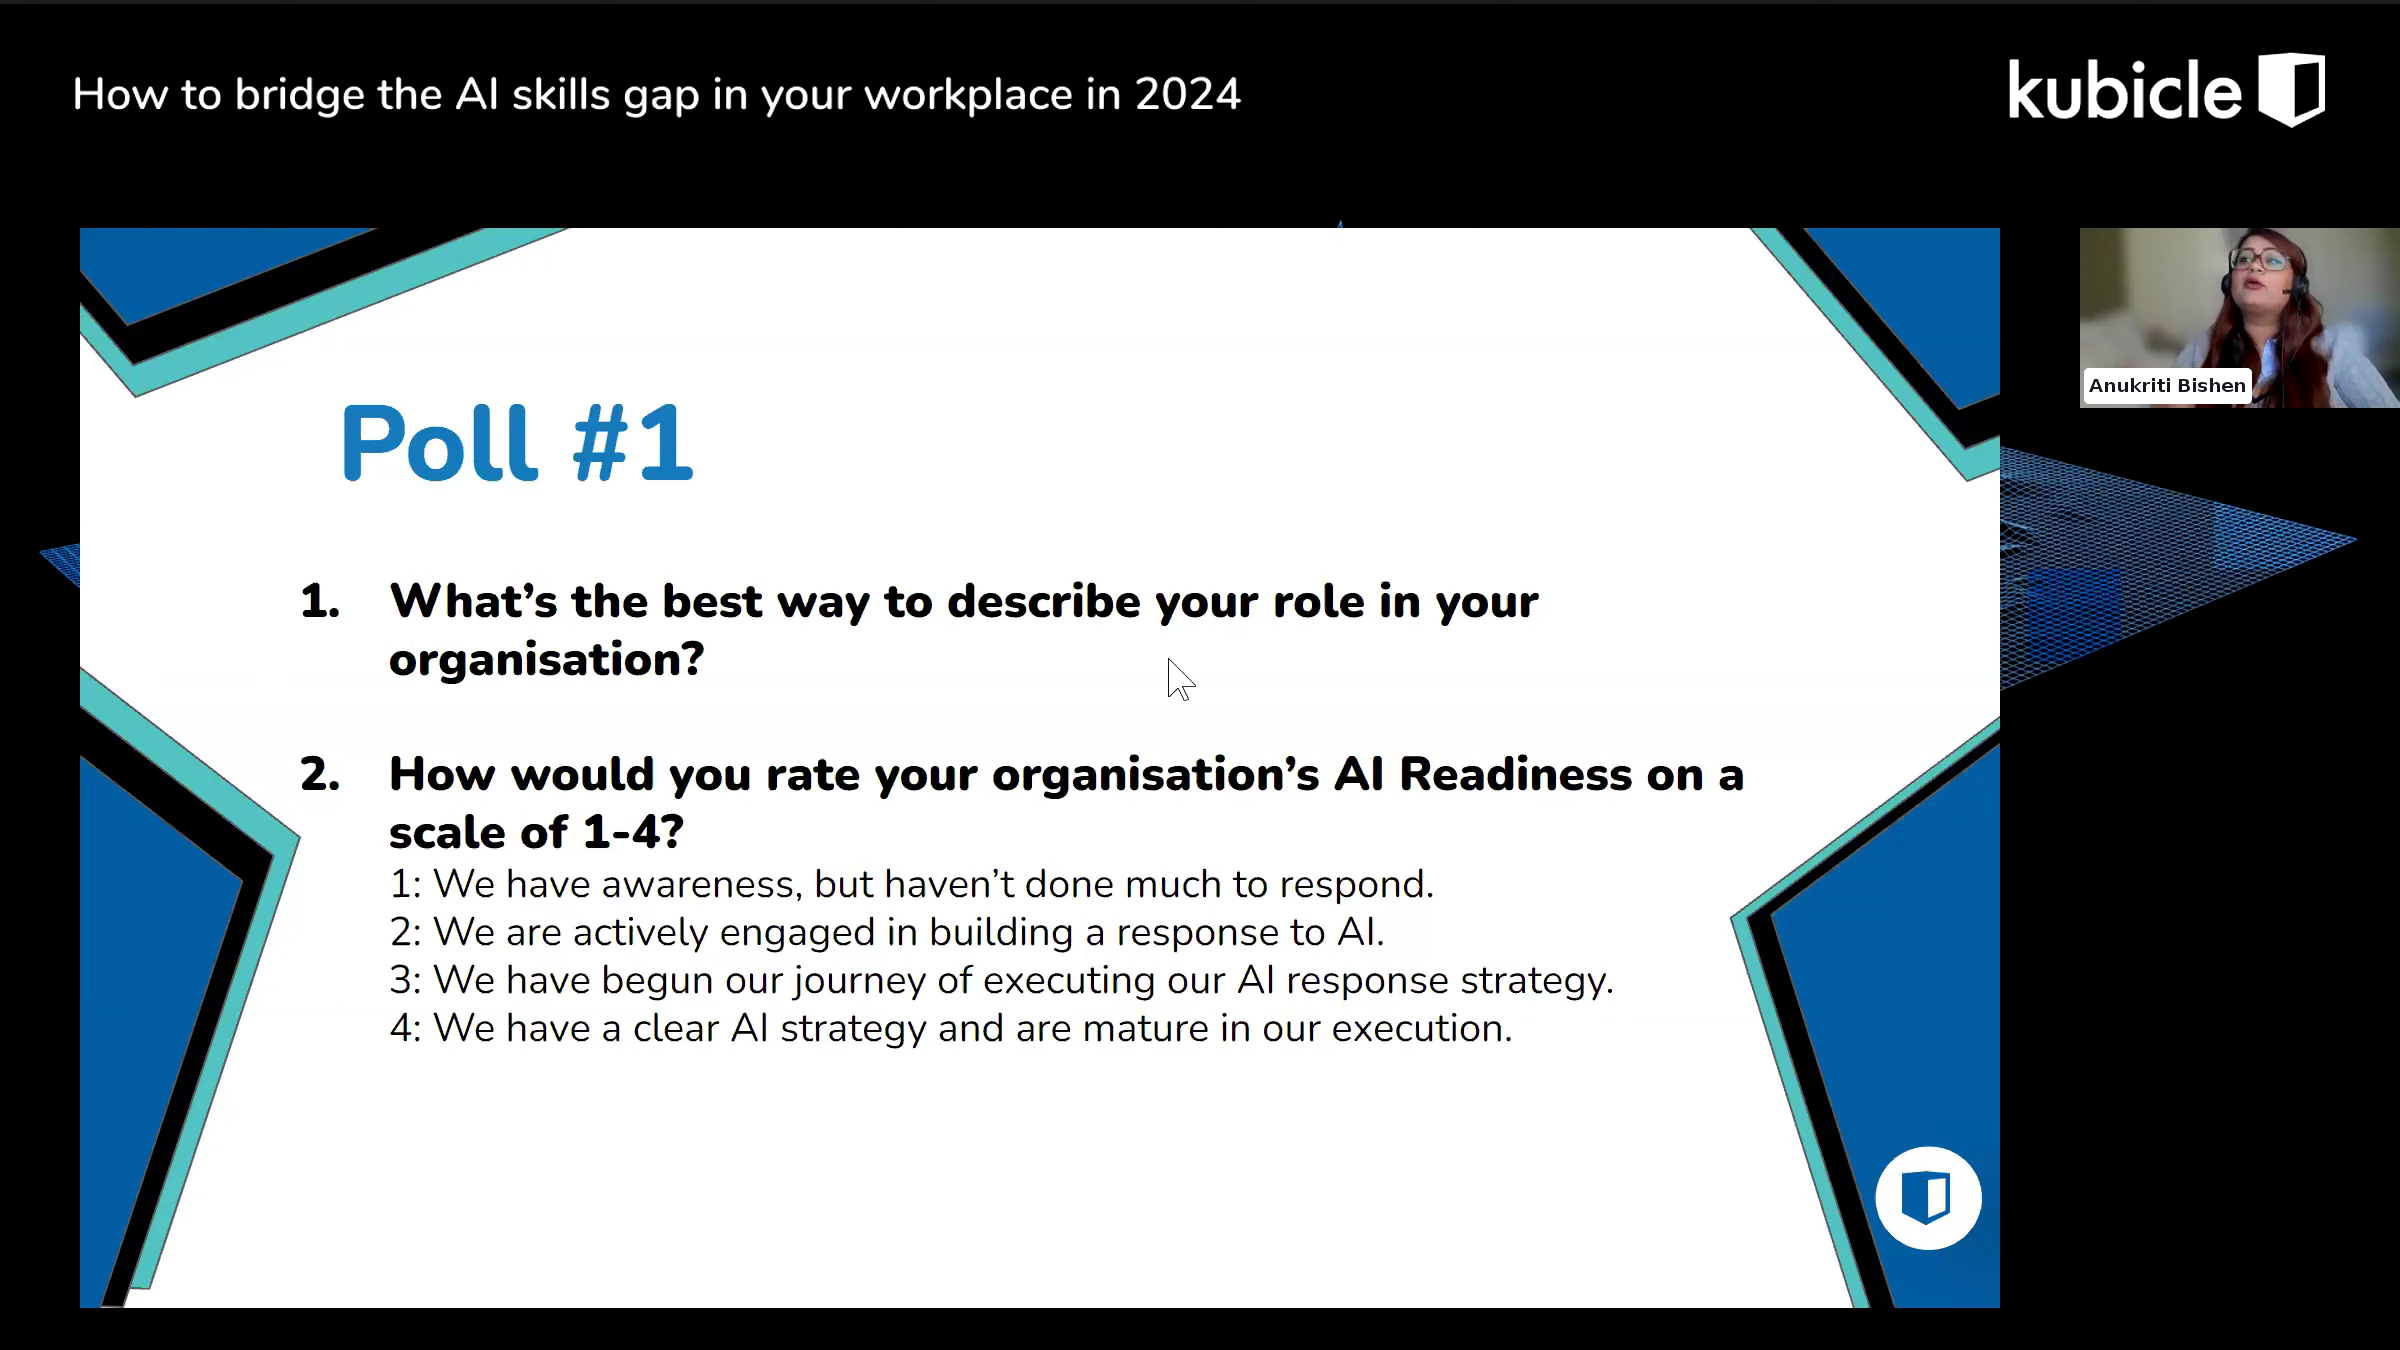 How to bridge the AI skills gap in your workplace in 2024
kubicle
Anukriti Bishen
Poll #1
1. What’s the best way to describe your role in your
organisation?
2. How would you rate your organisation’s AI Readiness on a
scale of 1-4?
1: We have awareness, but haven’t done much to respond.
2: We are actively engaged in building a response to AI.
3: We have begun our journey of executing our AI response strategy.
4: We have a clear AI strategy and are mature in our execution.